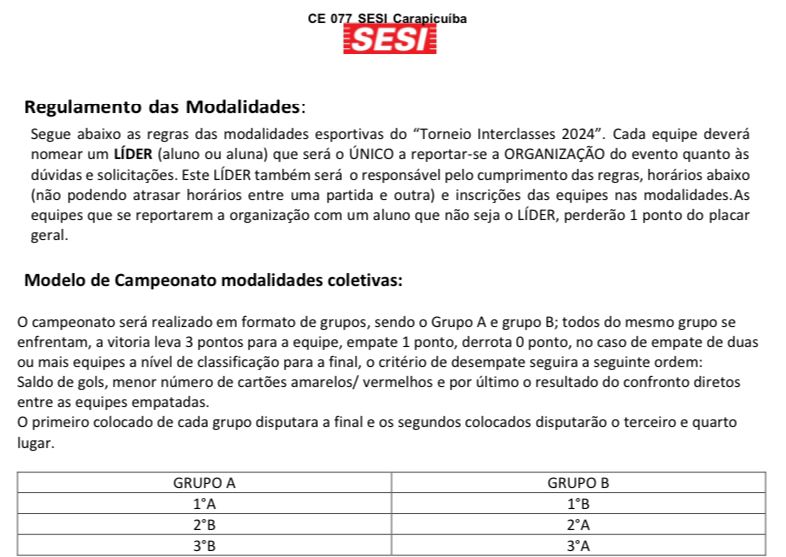 CE 077 SESI Carapicuíba
SESI
Regulamento das Modalidades:
Segue abaixo as regras das modalidades esportivas do “Torneio Interclasses 2024”. Cada equipe deverá
nomear um LÍDER (aluno ou aluna) que será o ÚNICO a reportar-se a ORGANIZAÇÃO do evento quanto às
dúvidas e solicitações. Este LÍDER também será o responsável pelo cumprimento das regras, horários abaixo
(não podendo atrasar horários entre uma partida e outra) e inscrições das equipes nas modalidades.As
equipes que se reportarem a organização com um aluno que não seja o LÍDER, perderão 1 ponto do placar
geral.
Modelo de Campeonato modalidades coletivas:
O campeonato será realizado em formato de grupos, sendo o Grupo A e grupo B; todos do mesmo grupo se
enfrentam, a vitoria leva 3 pontos para a equipe, empate 1 ponto, derrota 0 ponto, no caso de empate de duas
ou mais equipes a nível de classificação para a final, o critério de desempate seguira a seguinte ordem:
Saldo de gols, menor número de cartões amarelos/ vermelhos e por último o resultado do confronto diretos
entre as equipes empatadas.
O primeiro colocado de cada grupo disputara a final e os segundos colocados disputarão o terceiro e quarto
lugar.
GRUPO A GRUPO B
1°A 1°B
2°B 2°A
3°B 3°A